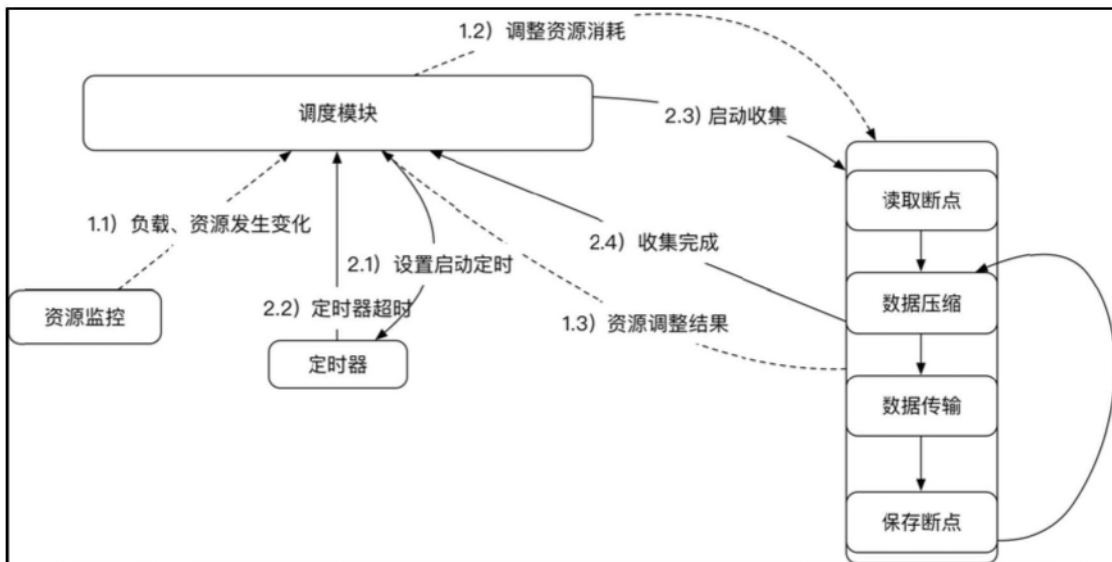 1.2）调整资源消耗
调度模块
2.3) 启动收集
读取断点
1.1）负载、资源发生变化
2.4）收集完成
2.1）设置启动定时
数据压缩
2.2）定时器超时
资源监控
1.3）资源调整结果
定时器
数据传输
保存断点